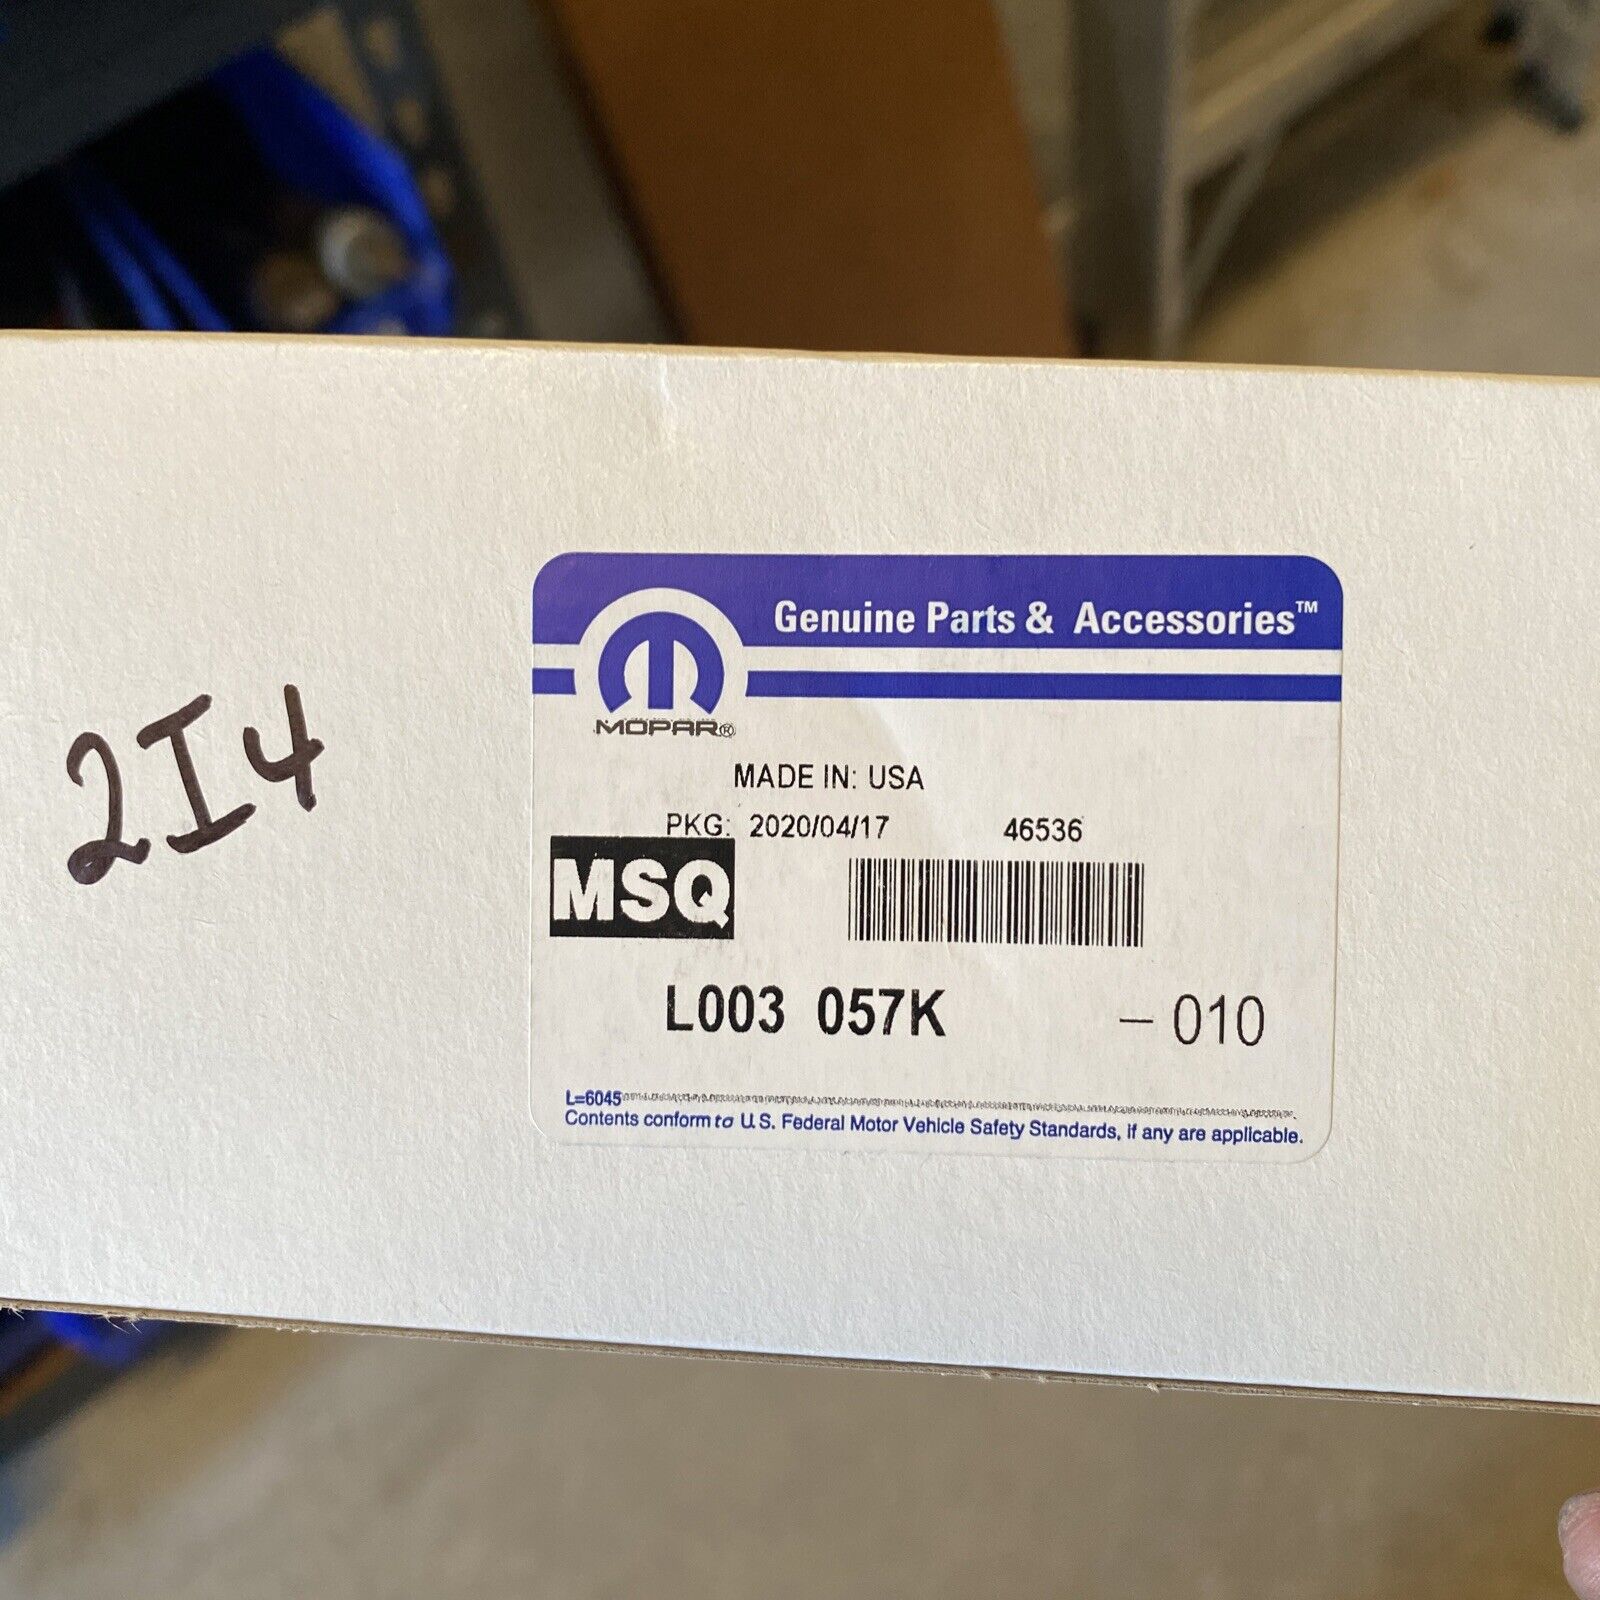 2I4
Genuine Parts & Accessories™
MOPAR®
MADE IN: USA
PKG: 2020/04/17 46536
MSQ
L003 057K – 010
L=6045
Contents conform to U.S. Federal Motor Vehicle Safety Standards, if any are applicable.